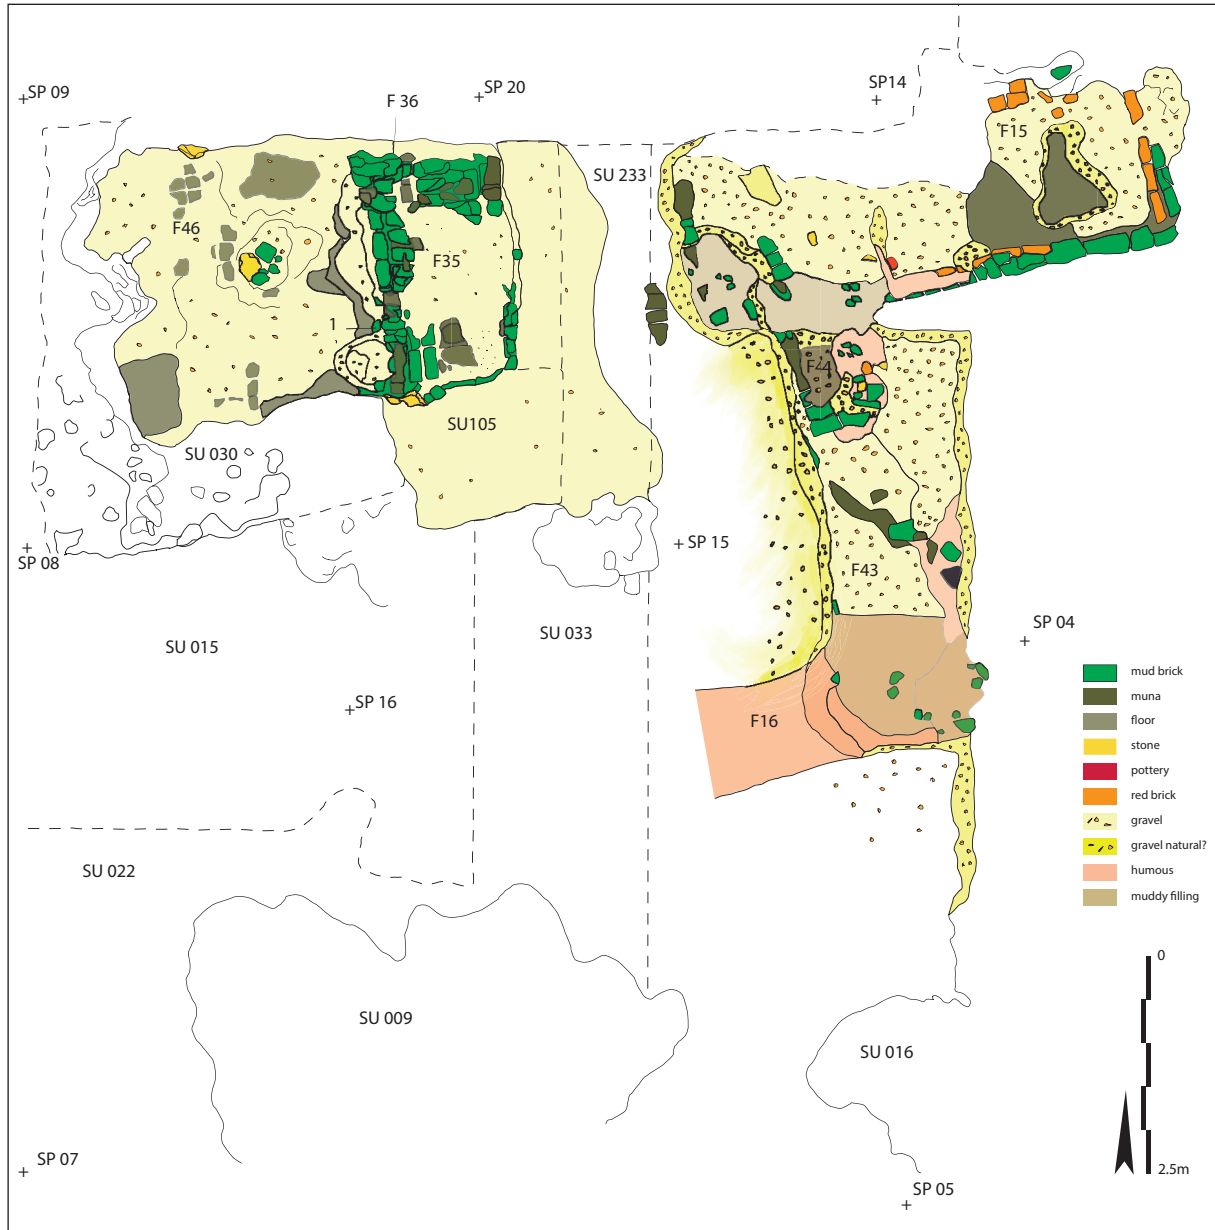 SP 09
F 36
SP 20
SP14
F15
SU 233
F46
F35
1
F44
SU105
SU 030
SP 08
SP 15
F43
SU 015
SU 033
SP 04
SP 16
F16
mud brick
muna
floor
stone
pottery
red brick
gravel
gravel natural?
humous
muddy filling
SU 022
0
SU 009
SU 016
2.5m
SP 07
SP 05